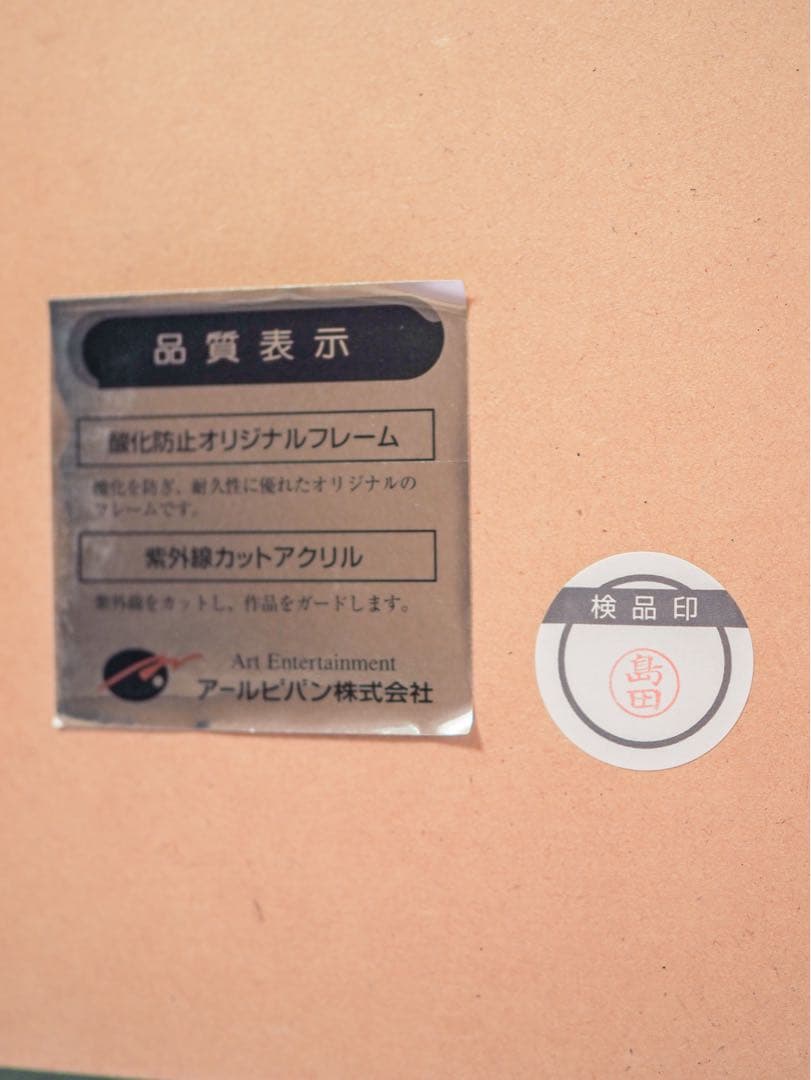 品質表示
酸化防止オリジナルフレーム
酸化を防ぎ、耐久性に優れたオリジナルの
フレームです。
紫外線カットアクリル
紫外線をカットし、作品をガードします。
Art Entertainment
アールビバン株式会社
検品印
島田